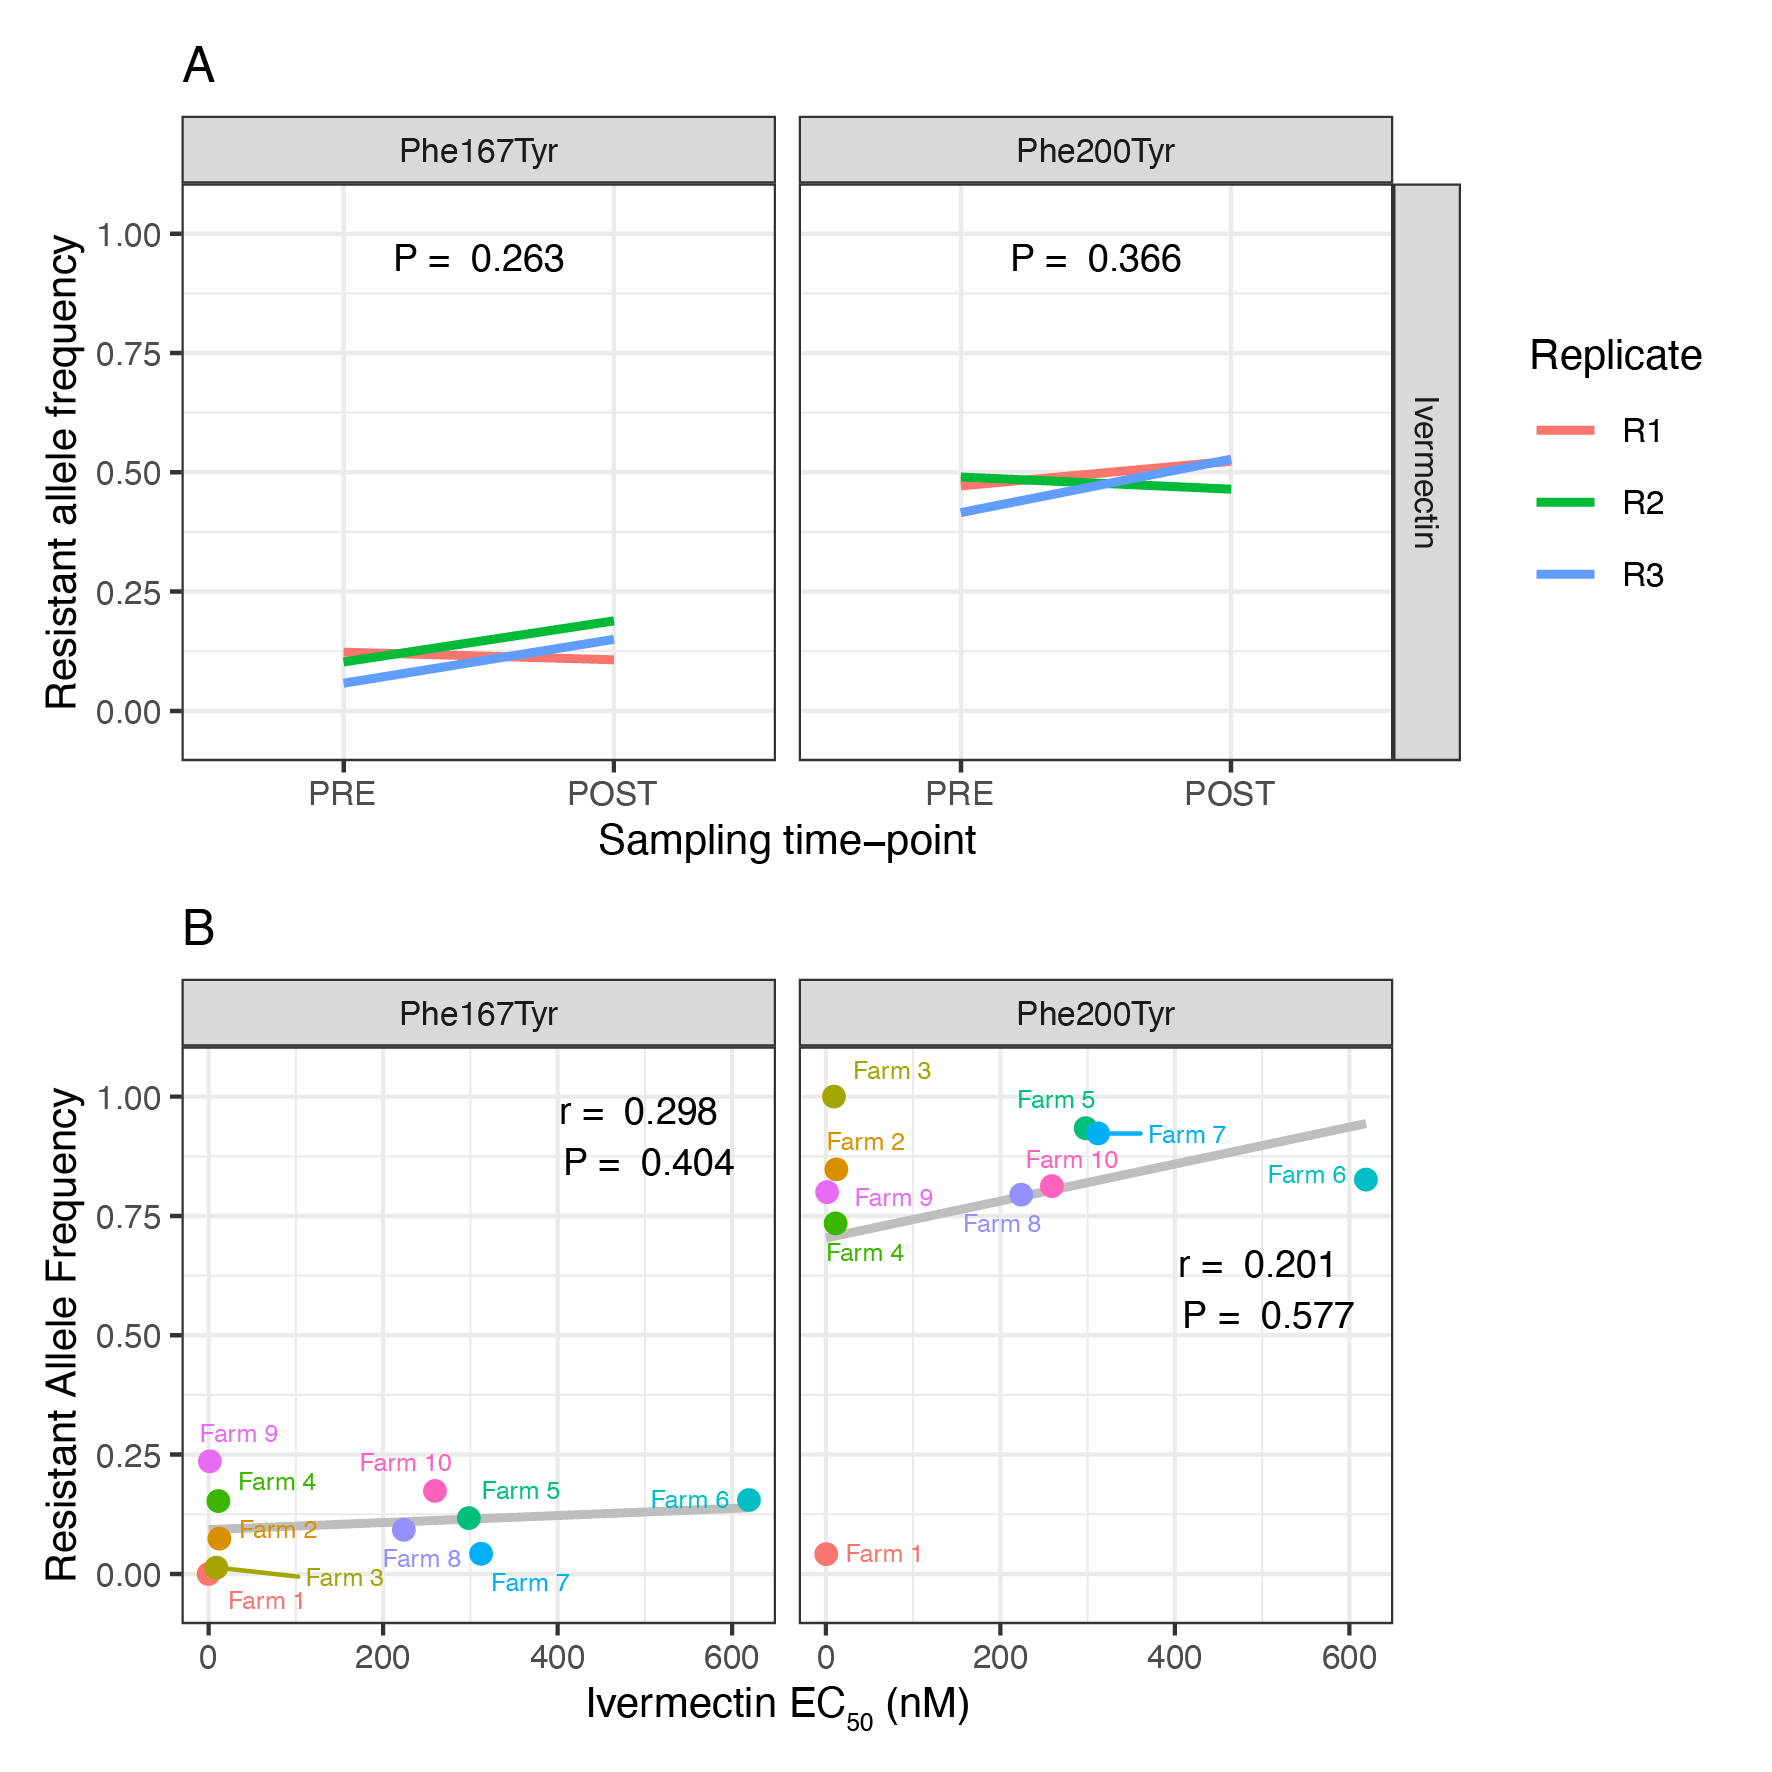 A
Phe167Tyr
Phe200Tyr
P = 0.263
P = 0.366
Ivermectin
Resistant allele frequency
1.00
0.75
0.50
0.25
0.00
PRE
POST
PRE
POST
Sampling time−point
Replicate
R1
R2
R3
B
Phe167Tyr
Phe200Tyr
Resistant Allele Frequency
1.00
0.75
0.50
0.25
0.00
r = 0.298
P = 0.404
Farm 9
Farm 4
Farm 10
Farm 5
Farm 6
Farm 2
Farm 8
Farm 3
Farm 7
Farm 1
Farm 3
Farm 5
Farm 2
Farm 7
Farm 10
Farm 6
Farm 9
Farm 8
Farm 4
r = 0.201
P = 0.577
Farm 1
0
200
400
600
0
200
400
600
Ivermectin EC50 (nM)